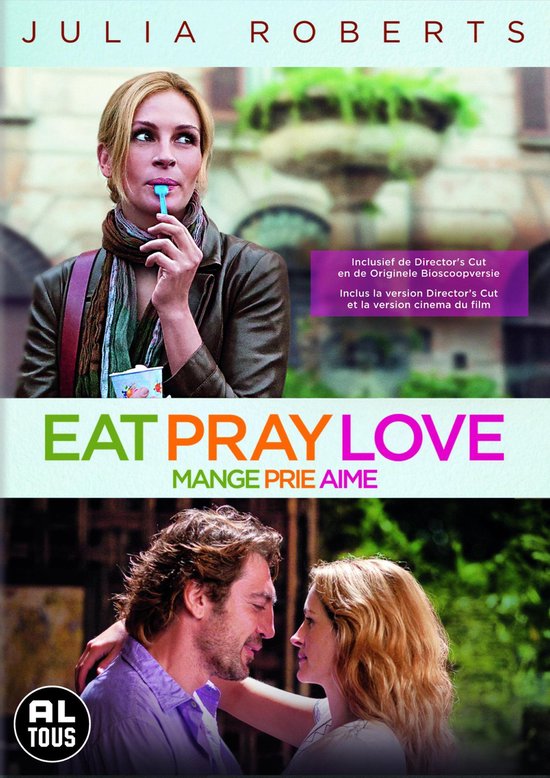 JULIA ROBERTS
Inclusief de Director's Cut
en de Originele Bioscoopversie
Inclus la version Director's Cut
et la version cinema du film
EAT PRAY LOVE
MANGE PRIE AIME
AL
TOUS